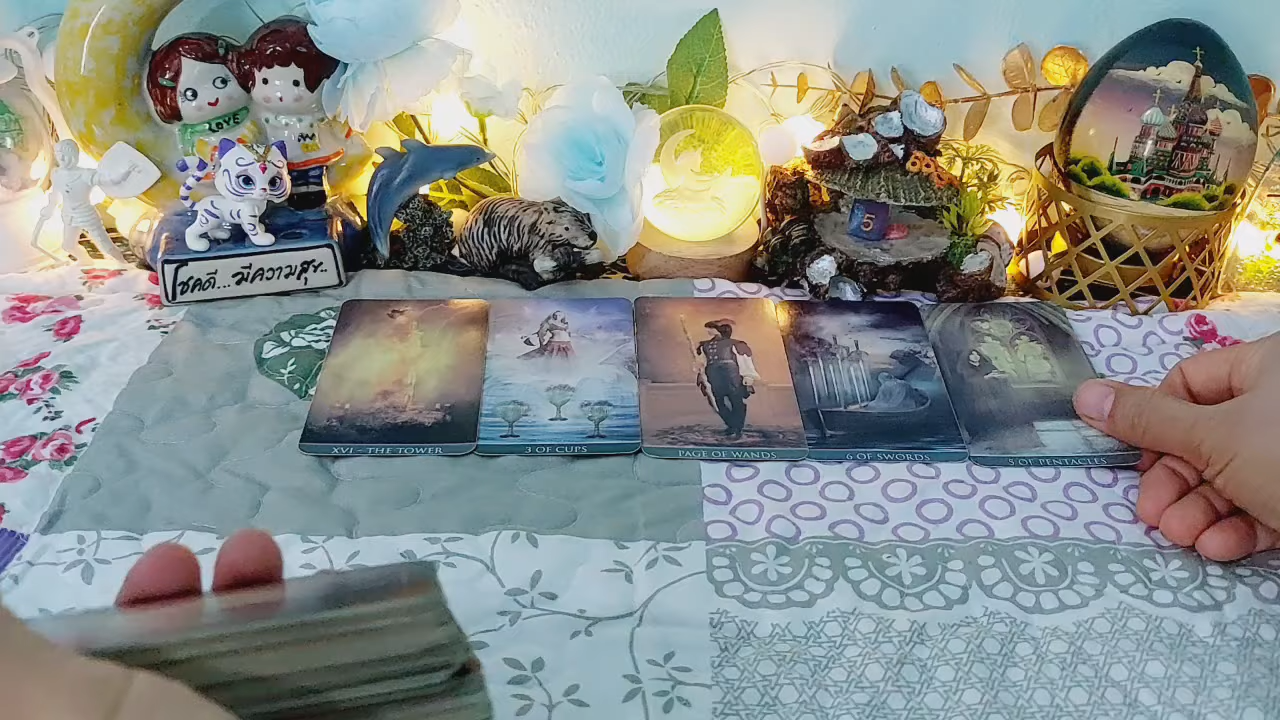 LOVE
โชคดี...มีความสุข..
5
XVI ~ THE TOWER
3 OF CUPS
PAGE OF WANDS
6 OF SWORDS
5 OF PENTACLES